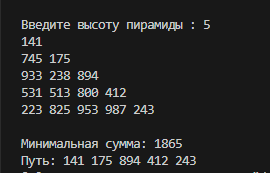 Введите высоту пирамиды : 5
141
745 175
933 238 894
531 513 800 412
223 825 953 987 243
Минимальная сумма: 1865
Путь: 141 175 894 412 243